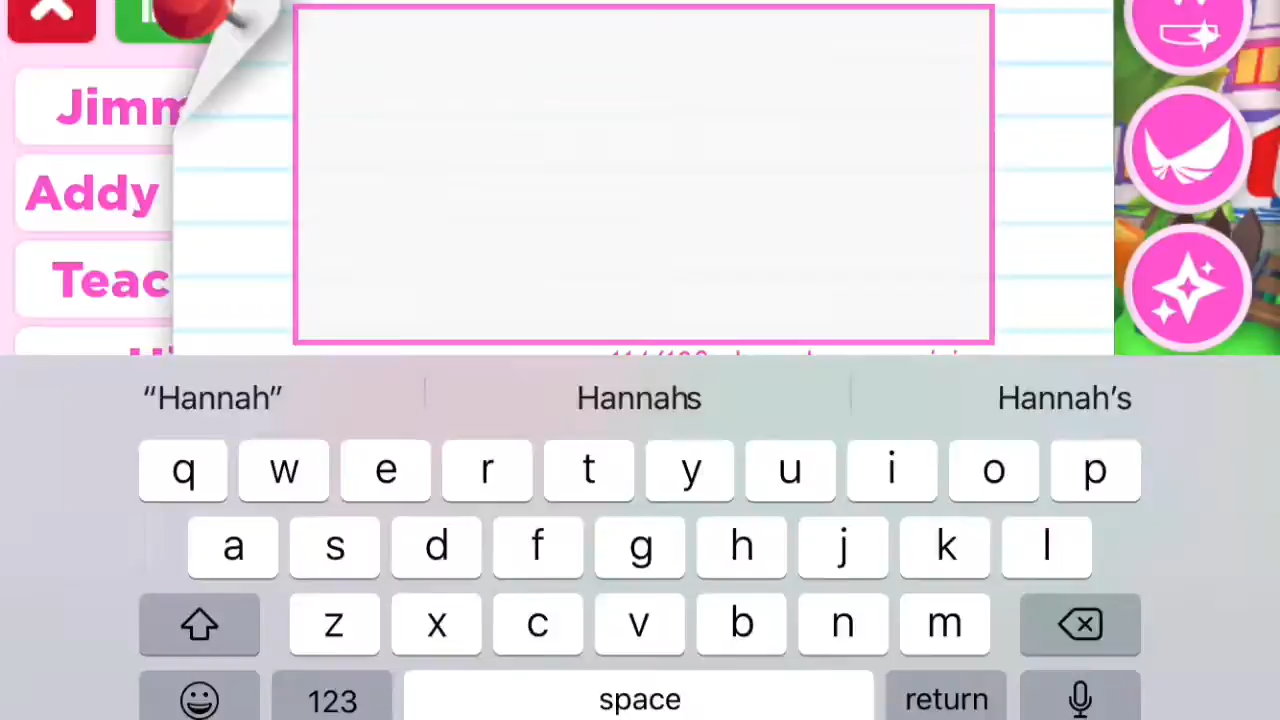 Jimm
Addy
Teac
“Hannah” Hannahs Hannah’s
q w e r t y u i o p
a s d f g h j k l
z x c v b n m
123 space return